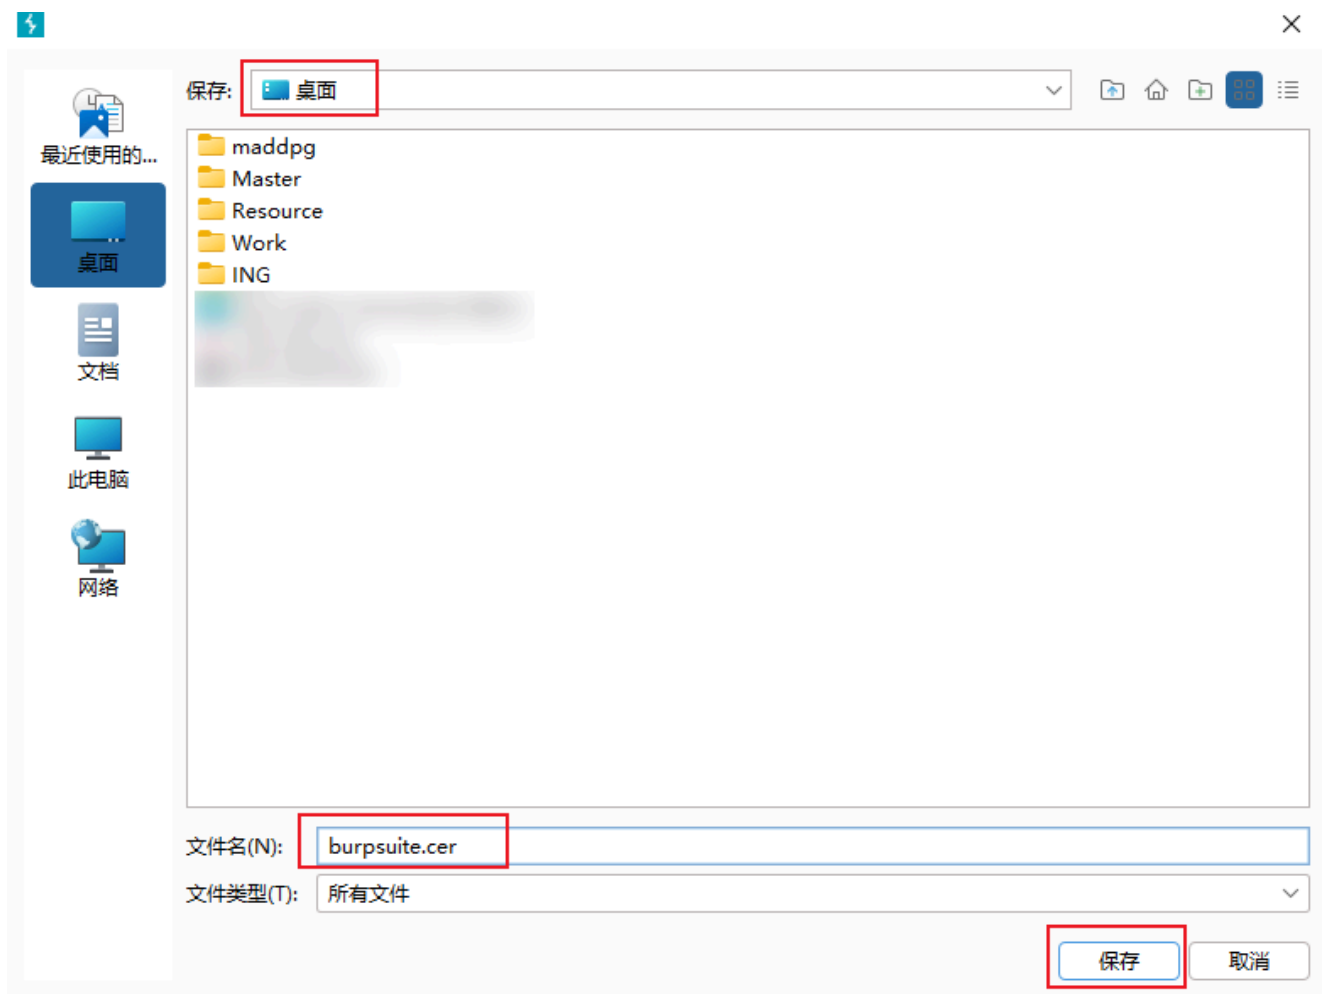 保存:
桌面
最近使用的...
桌面
文档
此电脑
网络
maddpg
Master
Resource
Work
ING
文件名(N):
burpsuite.cer
文件类型(T):
所有文件
保存
取消